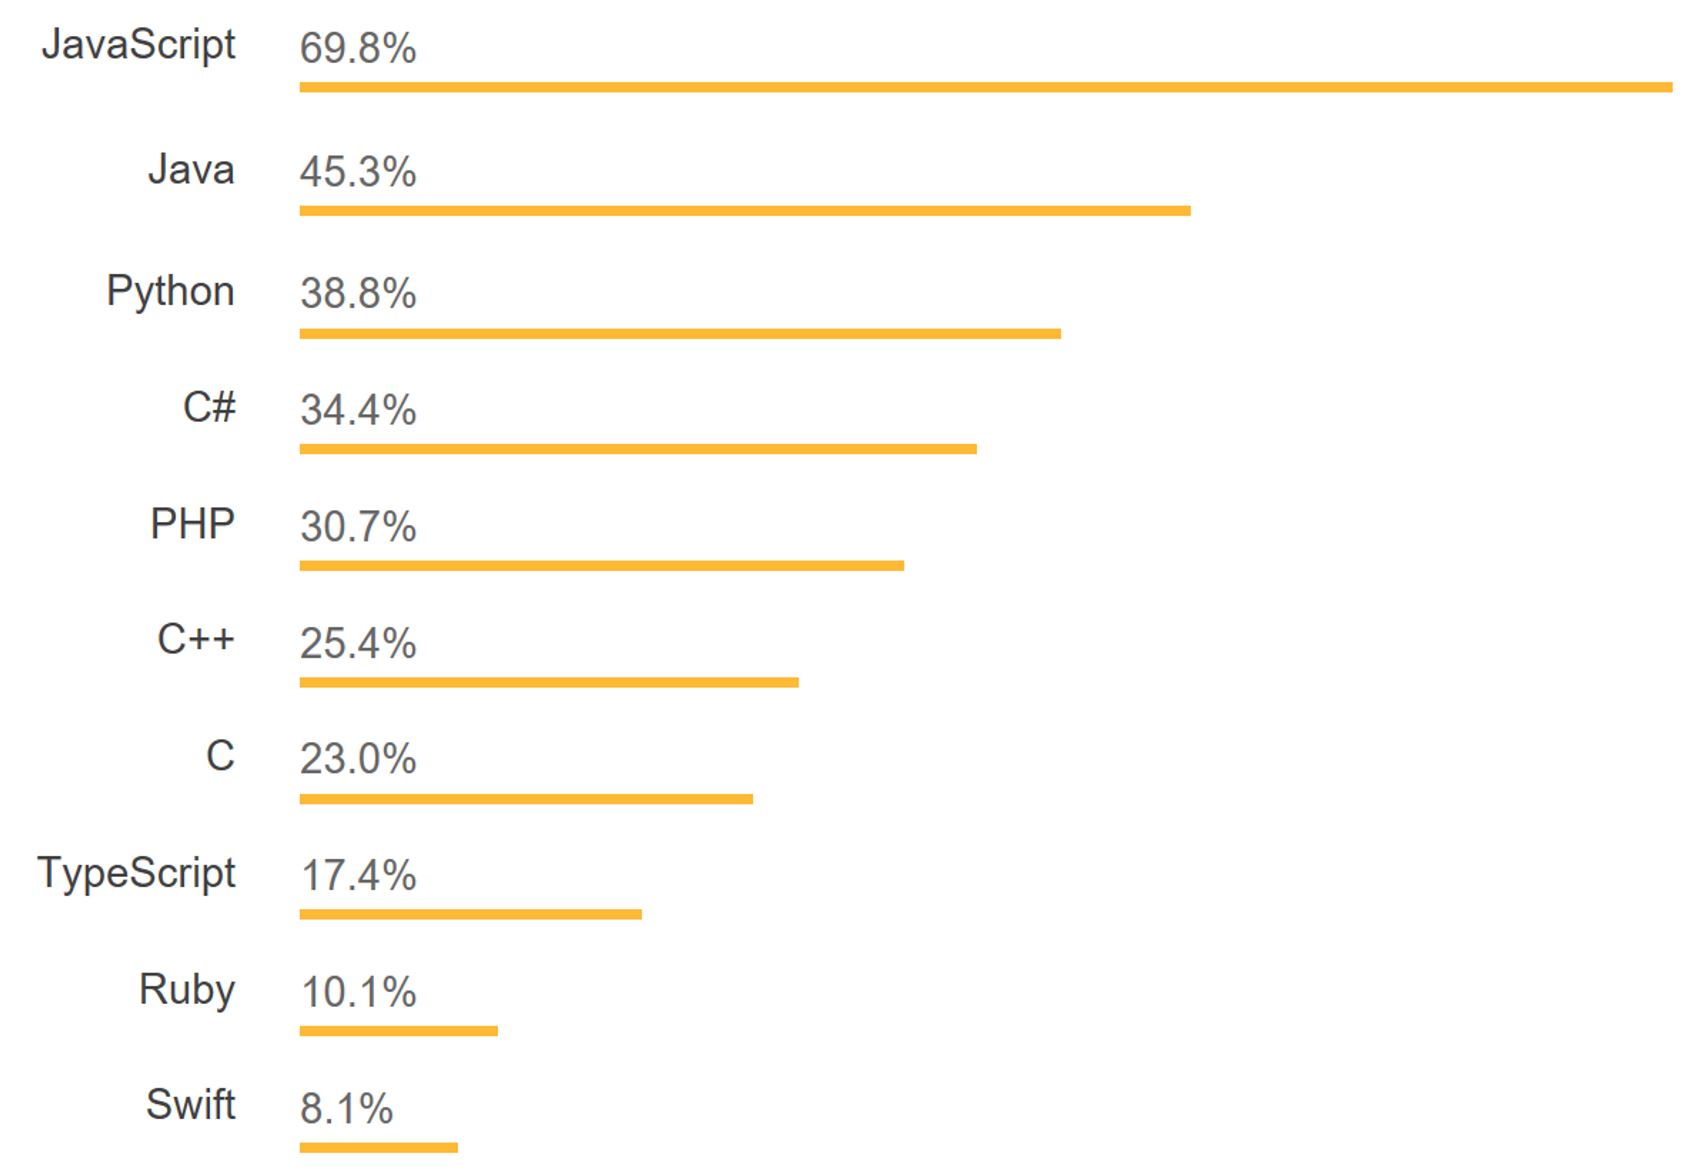 JavaScript 69.8%
Java 45.3%
Python 38.8%
C# 34.4%
PHP 30.7%
C++ 25.4%
C 23.0%
TypeScript 17.4%
Ruby 10.1%
Swift 8.1%